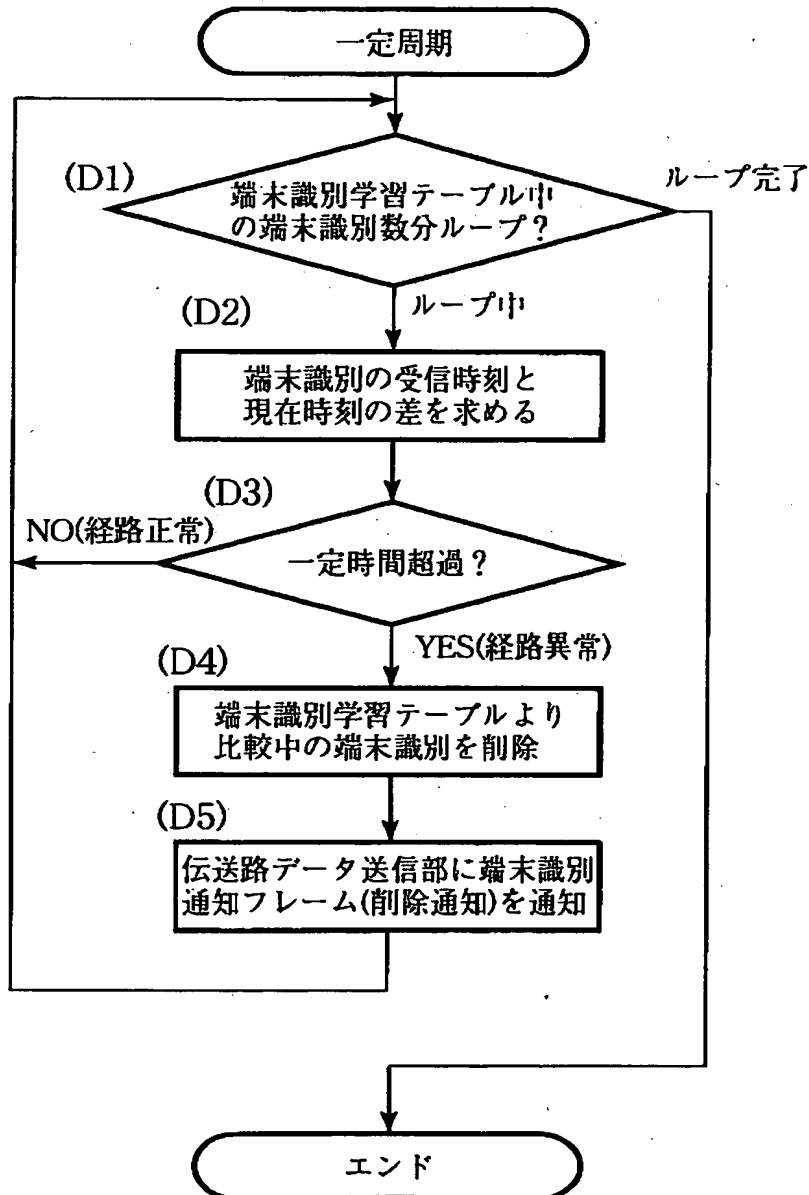 一定周期
(D1)
端末識別学習テーブル中
の端末識別数分ループ?
ループ完了
ループ中
(D2)
端末識別の受信時刻と
現在時刻の差を求める
(D3)
NO(経路正常)
一定時間超過?
YES(経路異常)
(D4)
端末識別学習テーブルより
比較中の端末識別を削除
(D5)
伝送路データ送信部に端末識別
通知フレーム(削除通知)を通知
エンド